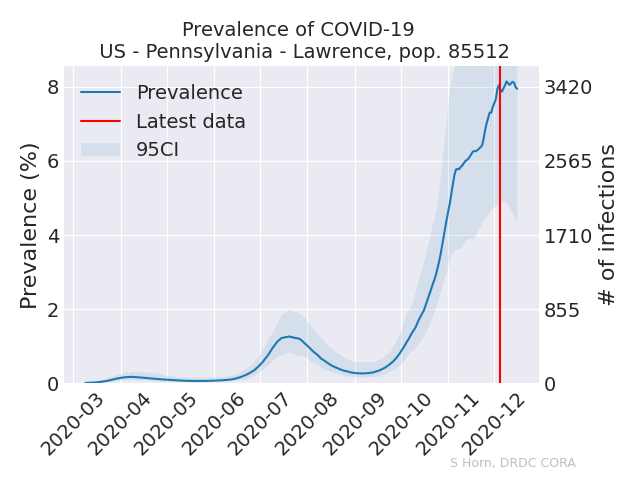 Prevalence of COVID-19
US - Pennsylvania - Lawrence, pop. 85512
Prevalence
Latest data
95CI
Prevalence (%)
8
6
4
2
0
3420
2565
1710
855
0
# of infections
2020-03
2020-04
2020-05
2020-06
2020-07
2020-08
2020-09
2020-10
2020-11
2020-12
S Horn, DRDC CORA